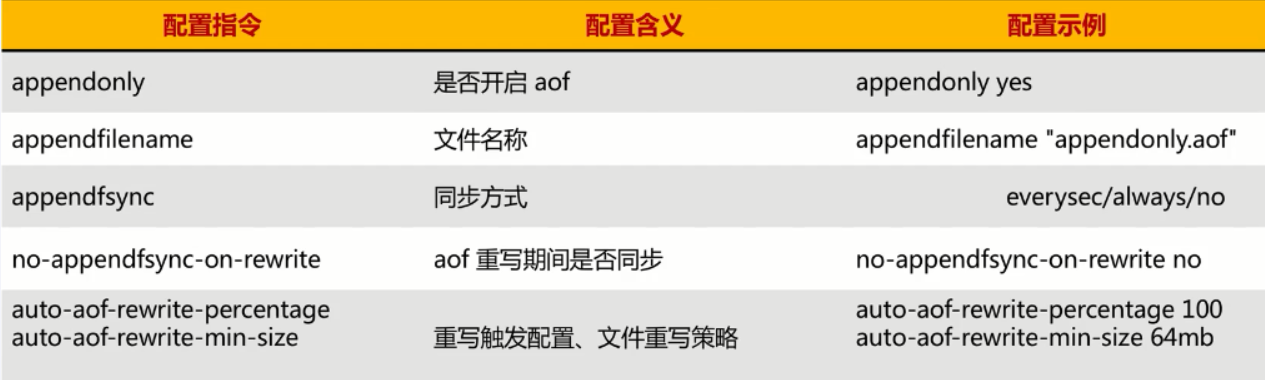 配置指令 配置含义 配置示例
appendonly 是否开启 aof appendonly yes
appendfilename 文件名称 appendfilename "appendonly.aof"
appendfsync 同步方式 everysec/always/no
no-appendfsync-on-rewrite aof 重写期间是否同步 no-appendfsync-on-rewrite no
auto-aof-rewrite-percentage auto-aof-rewrite-percentage 100
auto-aof-rewrite-min-size 重写触发配置、文件重写策略 auto-aof-rewrite-min-size 64mb